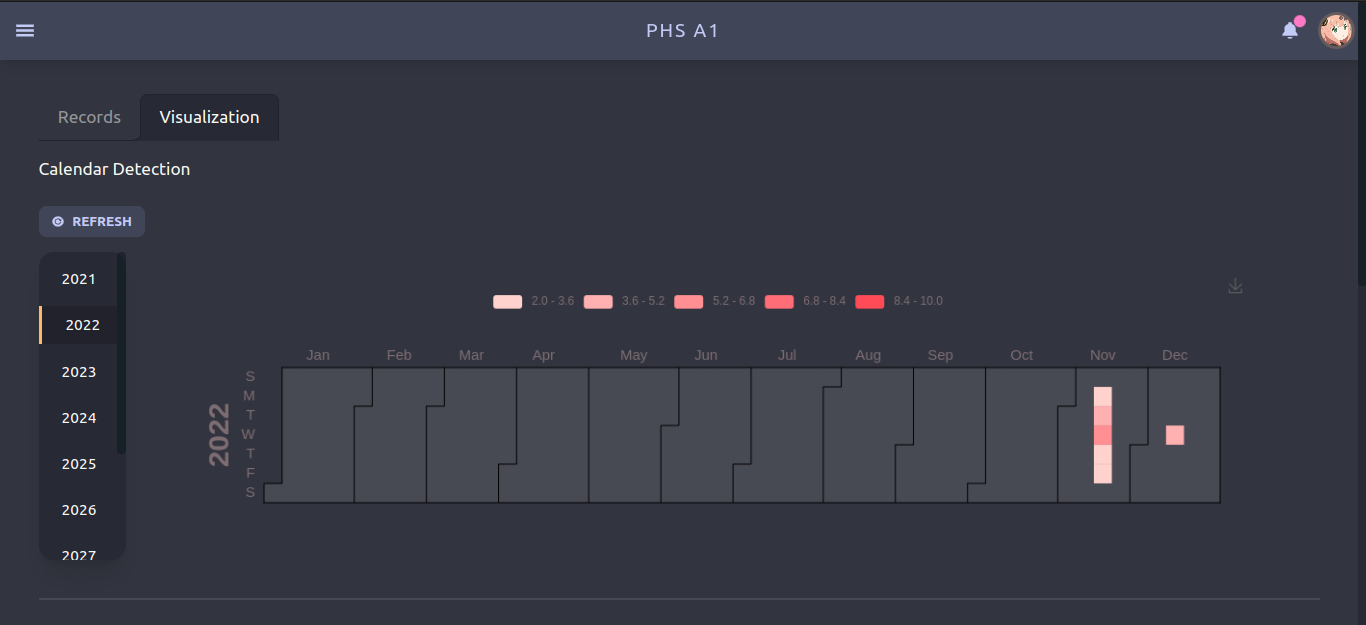 PHS A1
Records Visualization
Calendar Detection
REFRESH
2021
2022
2023
2024
2025
2026
2027
2.0 - 3.6 3.6 - 5.2 5.2 - 6.8 6.8 - 8.4 8.4 - 10.0
Jan Feb Mar Apr May Jun Jul Aug Sep Oct Nov Dec
2022
S
M
T
W
T
F
S